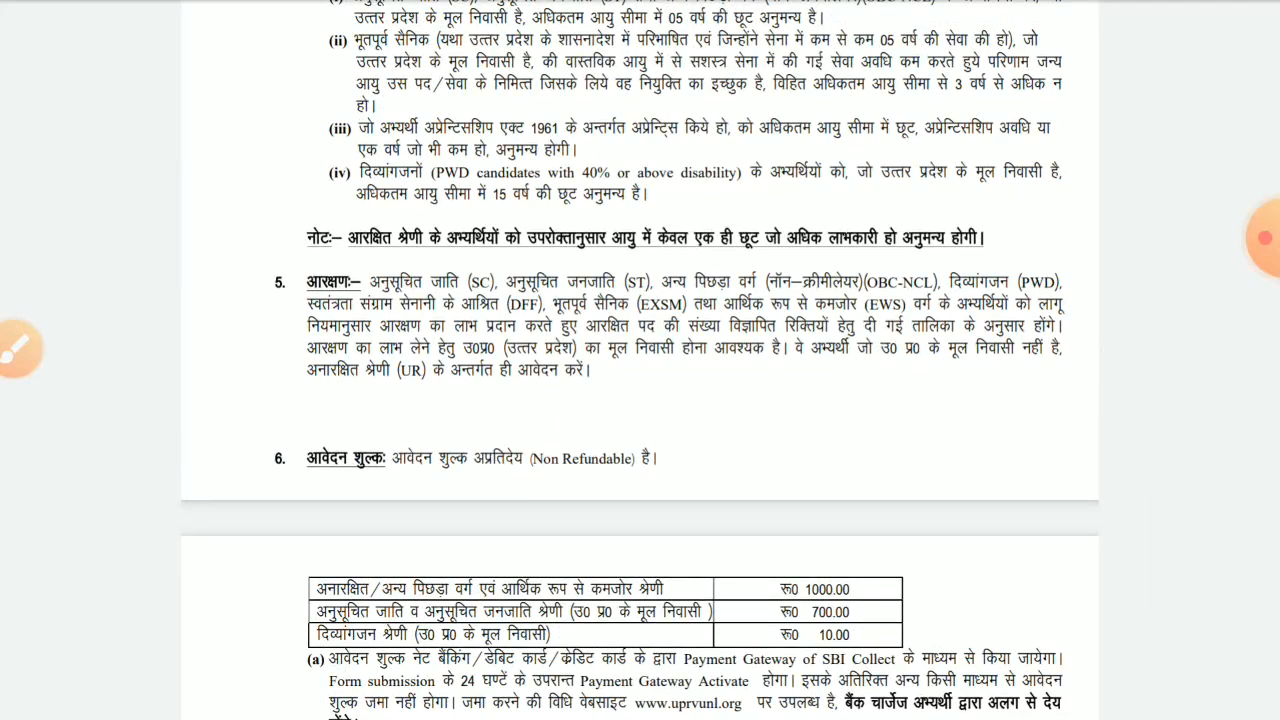 उत्तर प्रदेश के मूल निवासी है, अधिकतम आयु सीमा में 05 वर्ष की छूट अनुमन्य है।
(ii) भूतपूर्व सैनिक (यथा उत्तर प्रदेश के शासनादेश में परिभाषित एवं जिन्होंने सेना में कम से कम 05 वर्ष की सेवा की हो), जो
उत्तर प्रदेश के मूल निवासी है, की वास्तविक आयु में से सशस्त्र सेना में की गई सेवा अवधि कम करते हुये परिणाम जन्य
आयु उस पद/सेवा के निमित्त जिसके लिये वह नियुक्ति का इच्छुक है, विहित अधिकतम आयु सीमा से 3 वर्ष से अधिक न
हो।
(iii) जो अभ्यर्थी अप्रेन्टिसशिप एक्ट 1961 के अन्तर्गत अप्रेन्ट्सि किये हो, को अधिकतम आयु सीमा में छूट, अप्रेन्टिसशिप अवधि या
एक वर्ष जो भी कम हो, अनुमन्य होगी।
(iv) दिव्यांगजनों (PWD candidates with 40% or above disability) के अभ्यर्थियों को, जो उत्तर प्रदेश के मूल निवासी है,
अधिकतम आयु सीमा में 15 वर्ष की छूट अनुमन्य है।
नोटः– आरक्षित श्रेणी के अभ्यर्थियों को उपरोक्तानुसार आयु में केवल एक ही छूट जो अधिक लाभकारी हो अनुमन्य होगी।
5. आरक्षणः– अनुसूचित जाति (SC), अनुसूचित जनजाति (ST), अन्य पिछड़ा वर्ग (नॉन–क्रीमीलेयर)(OBC-NCL), दिव्यांगजन (PWD),
स्वतंत्रता संग्राम सेनानी के आश्रित (DFF), भूतपूर्व सैनिक (EXSM) तथा आर्थिक रूप से कमजोर (EWS) वर्ग के अभ्यर्थियों को लागू
नियमानुसार आरक्षण का लाभ प्रदान करते हुए आरक्षित पद की संख्या विज्ञापित रिक्तियों हेतु दी गई तालिका के अनुसार होंगे।
आरक्षण का लाभ लेने हेतु उ0प्र0 (उत्तर प्रदेश) का मूल निवासी होना आवश्यक है। वे अभ्यर्थी जो उ0 प्र0 के मूल निवासी नहीं है,
अनारक्षित श्रेणी (UR) के अन्तर्गत ही आवेदन करें।
6. आवेदन शुल्कः आवेदन शुल्क अप्रतिदेय (Non Refundable) है।
अनारक्षित/अन्य पिछड़ा वर्ग एवं आर्थिक रूप से कमजोर श्रेणी रू0 1000.00
अनुसूचित जाति व अनुसूचित जनजाति श्रेणी (उ0 प्र0 के मूल निवासी ) रू0 700.00
दिव्यांगजन श्रेणी (उ0 प्र0 के मूल निवासी) रू0 10.00
(a) आवेदन शुल्क नेट बैंकिंग/डेबिट कार्ड/क्रेडिट कार्ड के द्वारा Payment Gateway of SBI Collect के माध्यम से किया जायेगा।
Form submission के 24 घण्टें के उपरान्त Payment Gateway Activate होगा। इसके अतिरिक्त अन्य किसी माध्यम से आवेदन
शुल्क जमा नहीं होगा। जमा करने की विधि वेबसाइट www.uprvunl.org पर उपलब्ध है, बैंक चार्जेज अभ्यर्थी द्वारा अलग से देय